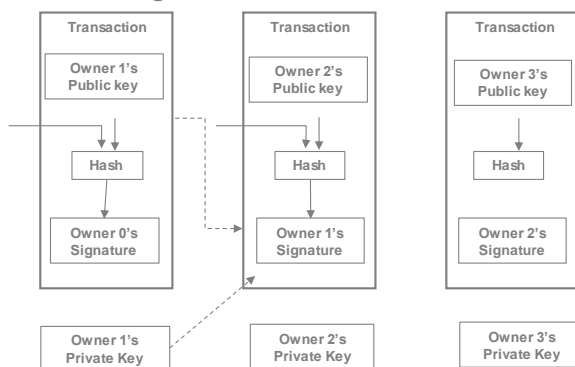 Transaction
Owner 1's
Public key
Hash
Owner 0's
Signature
Owner 1's
Private Key
Transaction
Owner 2's
Public key
Hash
Owner 1's
Signature
Owner 2's
Private Key
Transaction
Owner 3's
Public key
Hash
Owner 2's
Signature
Owner 3's
Private Key